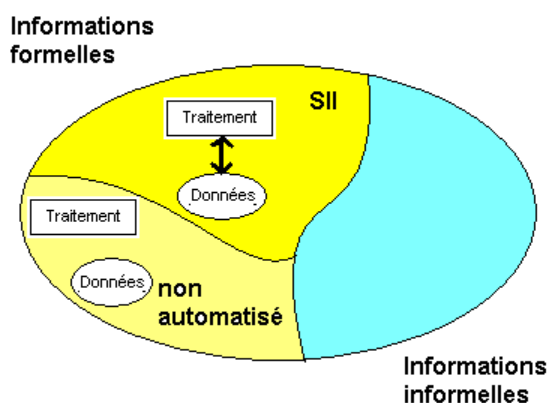 Informations
formelles
SII
Traitement
Données
Traitement
Données
non
automatisé
Informations
informelles